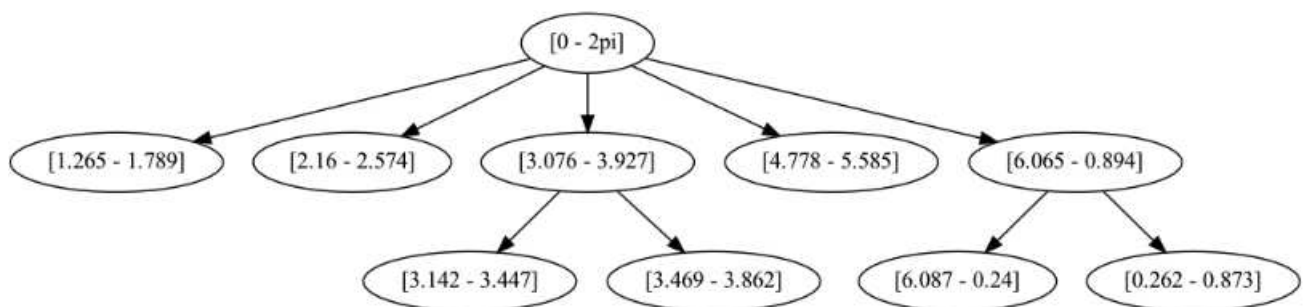 [0 - 2pi]
[1.265 - 1.789]
[2.16 - 2.574]
[3.076 - 3.927]
[4.778 - 5.585]
[6.065 - 0.894]
[3.142 - 3.447]
[3.469 - 3.862]
[6.087 - 0.24]
[0.262 - 0.873]